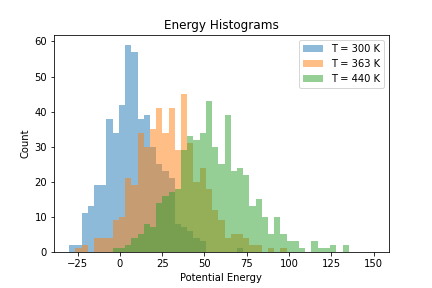 Energy Histograms
T = 300 K
T = 363 K
T = 440 K
Count
60
50
40
30
20
10
0
−25 0 25 50 75 100 125 150
Potential Energy